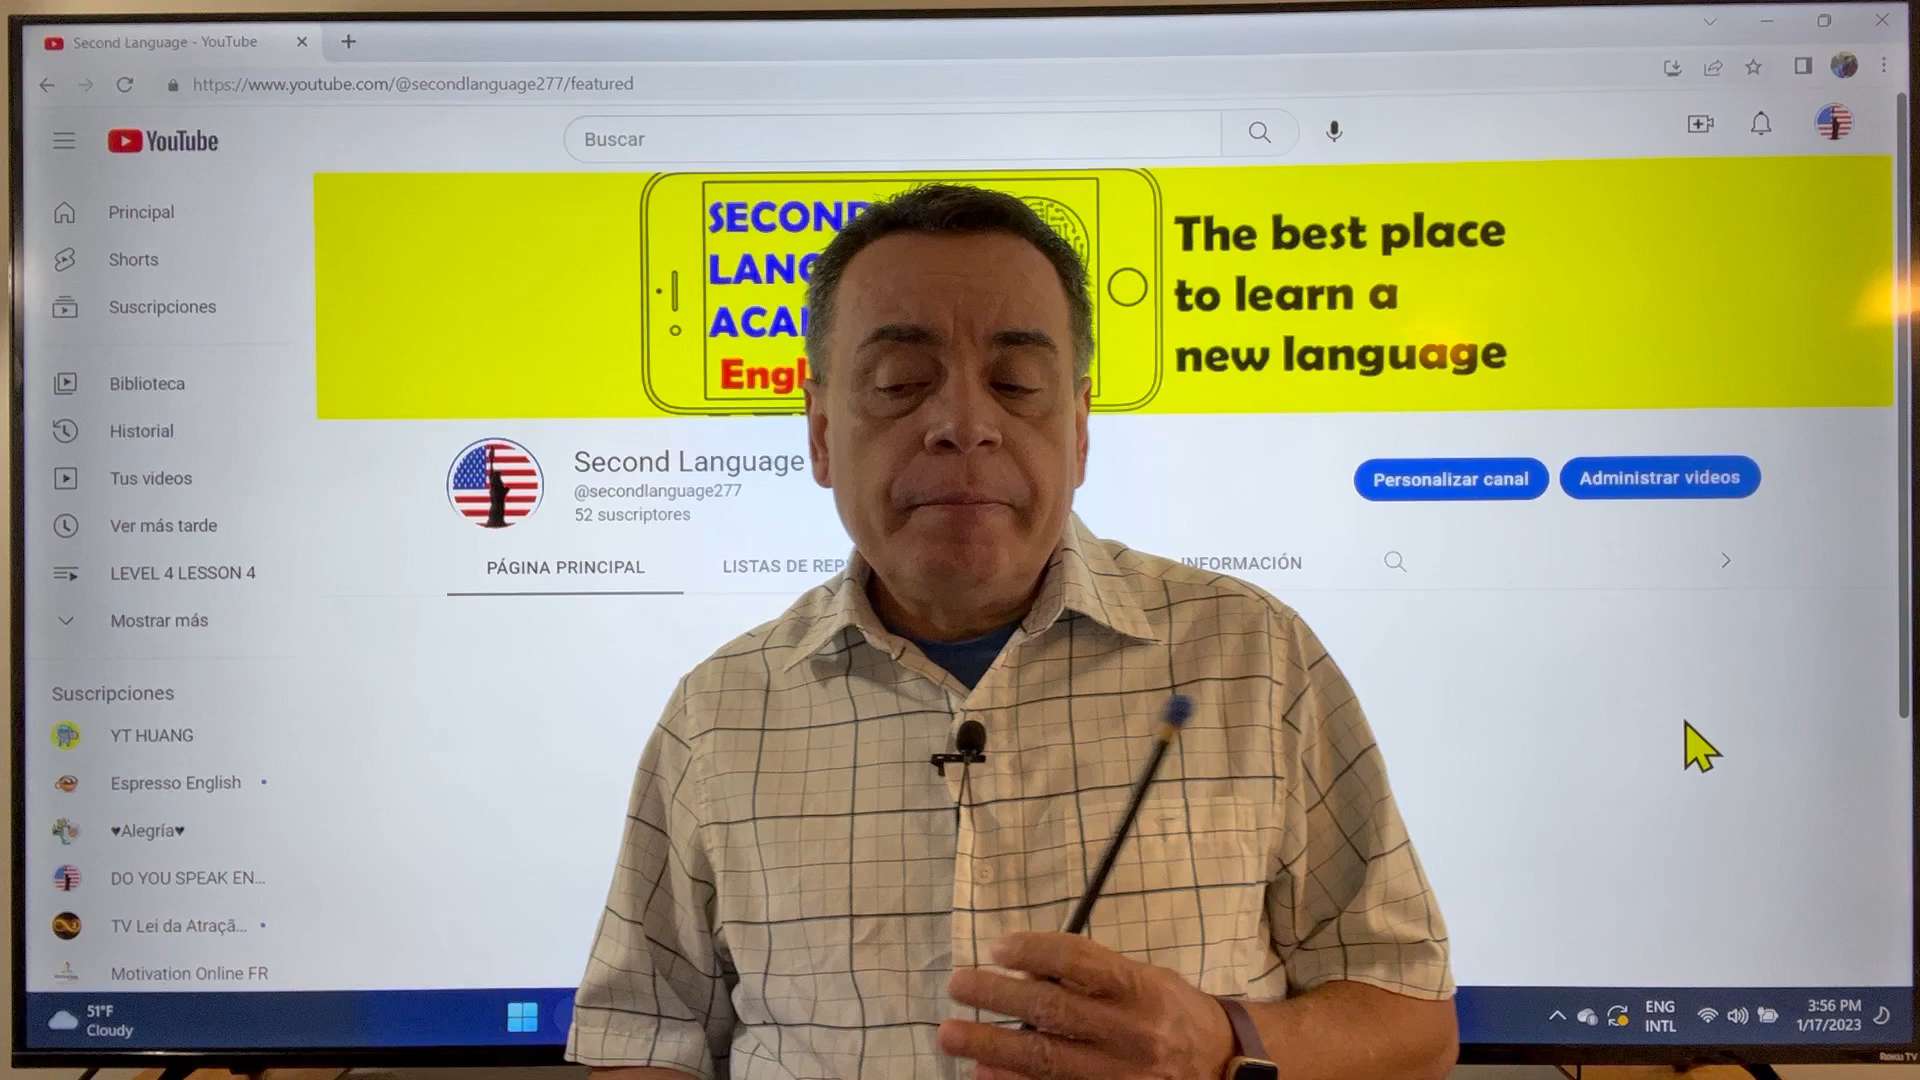 Second Language - YouTube
https://www.youtube.com/@secondlanguage277/featured
YouTube
Buscar
Principal
Shorts
Suscripciones
Biblioteca
Historial
Tus videos
Ver más tarde
LEVEL 4 LESSON 4
Mostrar más
Suscripciones
YT HUANG
Espresso English
♥Alegría♥
DO YOU SPEAK EN...
TV Lei da Atraçã...
Motivation Online FR
SECOND
LANG
ACA
Engl
The best place
to learn a
new language
Second Language
@secondlanguage277
52 suscriptores
Personalizar canal
Administrar videos
PÁGINA PRINCIPAL
LISTAS DE REP
INFORMACIÓN
51°F
Cloudy
ENG
INTL
3:56 PM
1/17/2023
Roku TV